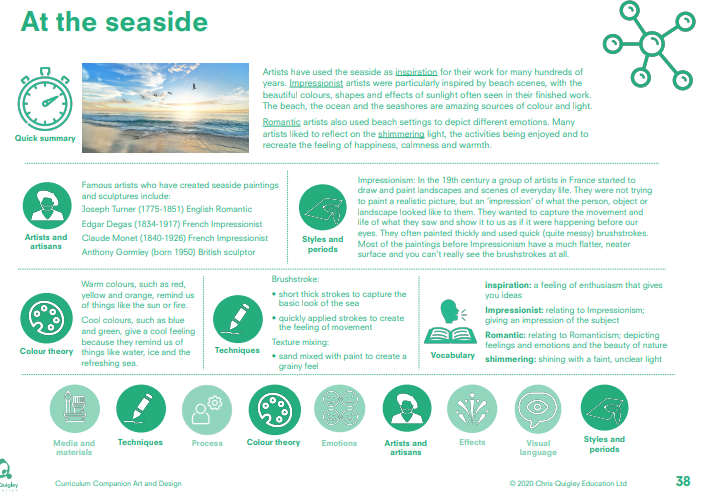 At the seaside
Quick summary
Artists have used the seaside as inspiration for their work for many hundreds of
years. Impressionist artists were particularly inspired by beach scenes, with the
beautiful colours, shapes and effects of sunlight often seen in their finished work.
The beach, the ocean and the seashores are amazing sources of colour and light.
Romantic artists also used beach settings to depict different emotions. Many
artists liked to reflect on the shimmering light, the activities being enjoyed and to
recreate the feeling of happiness, calmness and warmth.
Artists and
artisans
Famous artists who have created seaside paintings
and sculptures include:
Joseph Turner (1775-1851) English Romantic
Edgar Degas (1834-1917) French Impressionist
Claude Monet (1840-1926) French Impressionist
Anthony Gormley (born 1950) British sculptor
Styles and
periods
Impressionism: In the 19th century a group of artists in France started to
draw and paint landscapes and scenes of everyday life. They were not trying
to paint a realistic picture, but an 'impression' of what the person, object or
landscape looked like to them. They wanted to capture the movement and
life of what they saw and show it to us as if it were happening before our
eyes. They often painted thickly and used quick (quite messy) brushstrokes.
Most of the paintings before Impressionism have a much flatter, neater
surface and you can't really see the brushstrokes at all.
Colour theory
Warm colours, such as red,
yellow and orange, remind us
of things like the sun or fire.
Cool colours, such as blue
and green, give a cool feeling
because they remind us of
things like water, ice and the
refreshing sea.
Techniques
Brushstroke:
• short thick strokes to capture the
basic look of the sea
• quickly applied strokes to create
the feeling of movement
Texture mixing:
• sand mixed with paint to create a
grainy feel
Vocabulary
inspiration: a feeling of enthusiasm that gives
you ideas
Impressionist: relating to Impressionism;
giving an impression of the subject
Romantic: relating to Romanticism; depicting
feelings and emotions and the beauty of nature
shimmering: shining with a faint, unclear light
Media and
materials
Techniques
Process
Colour theory
Emotions
Artists and
artisans
Effects
Visual
language
Styles and
periods
Quigley
Curriculum Companion Art and Design
© 2020 Chris Quigley Education Ltd
38